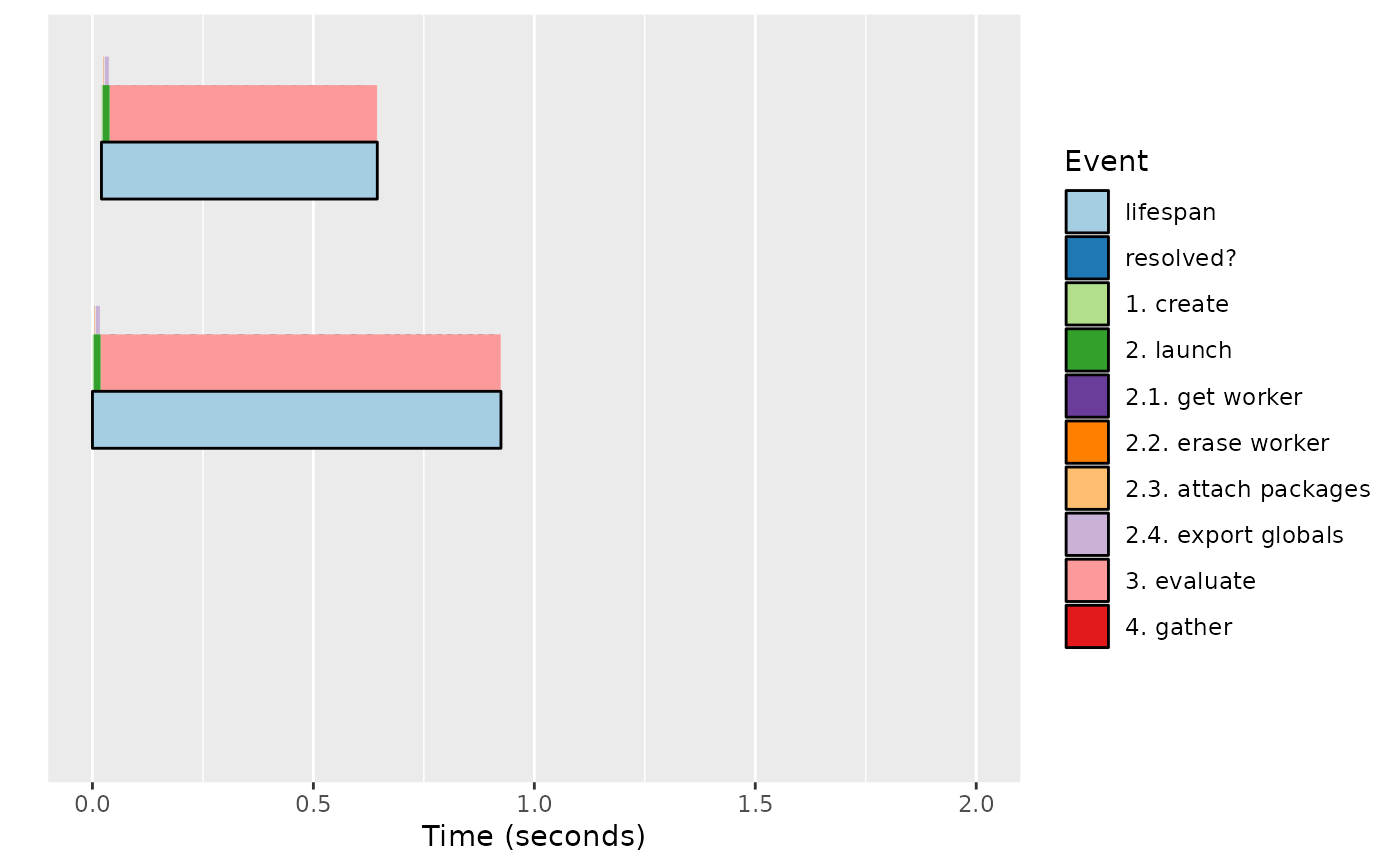 Event
lifespan
resolved?
1. create
2. launch
2.1. get worker
2.2. erase worker
2.3. attach packages
2.4. export globals
3. evaluate
4. gather
0.0 0.5 1.0 1.5 2.0
Time (seconds)